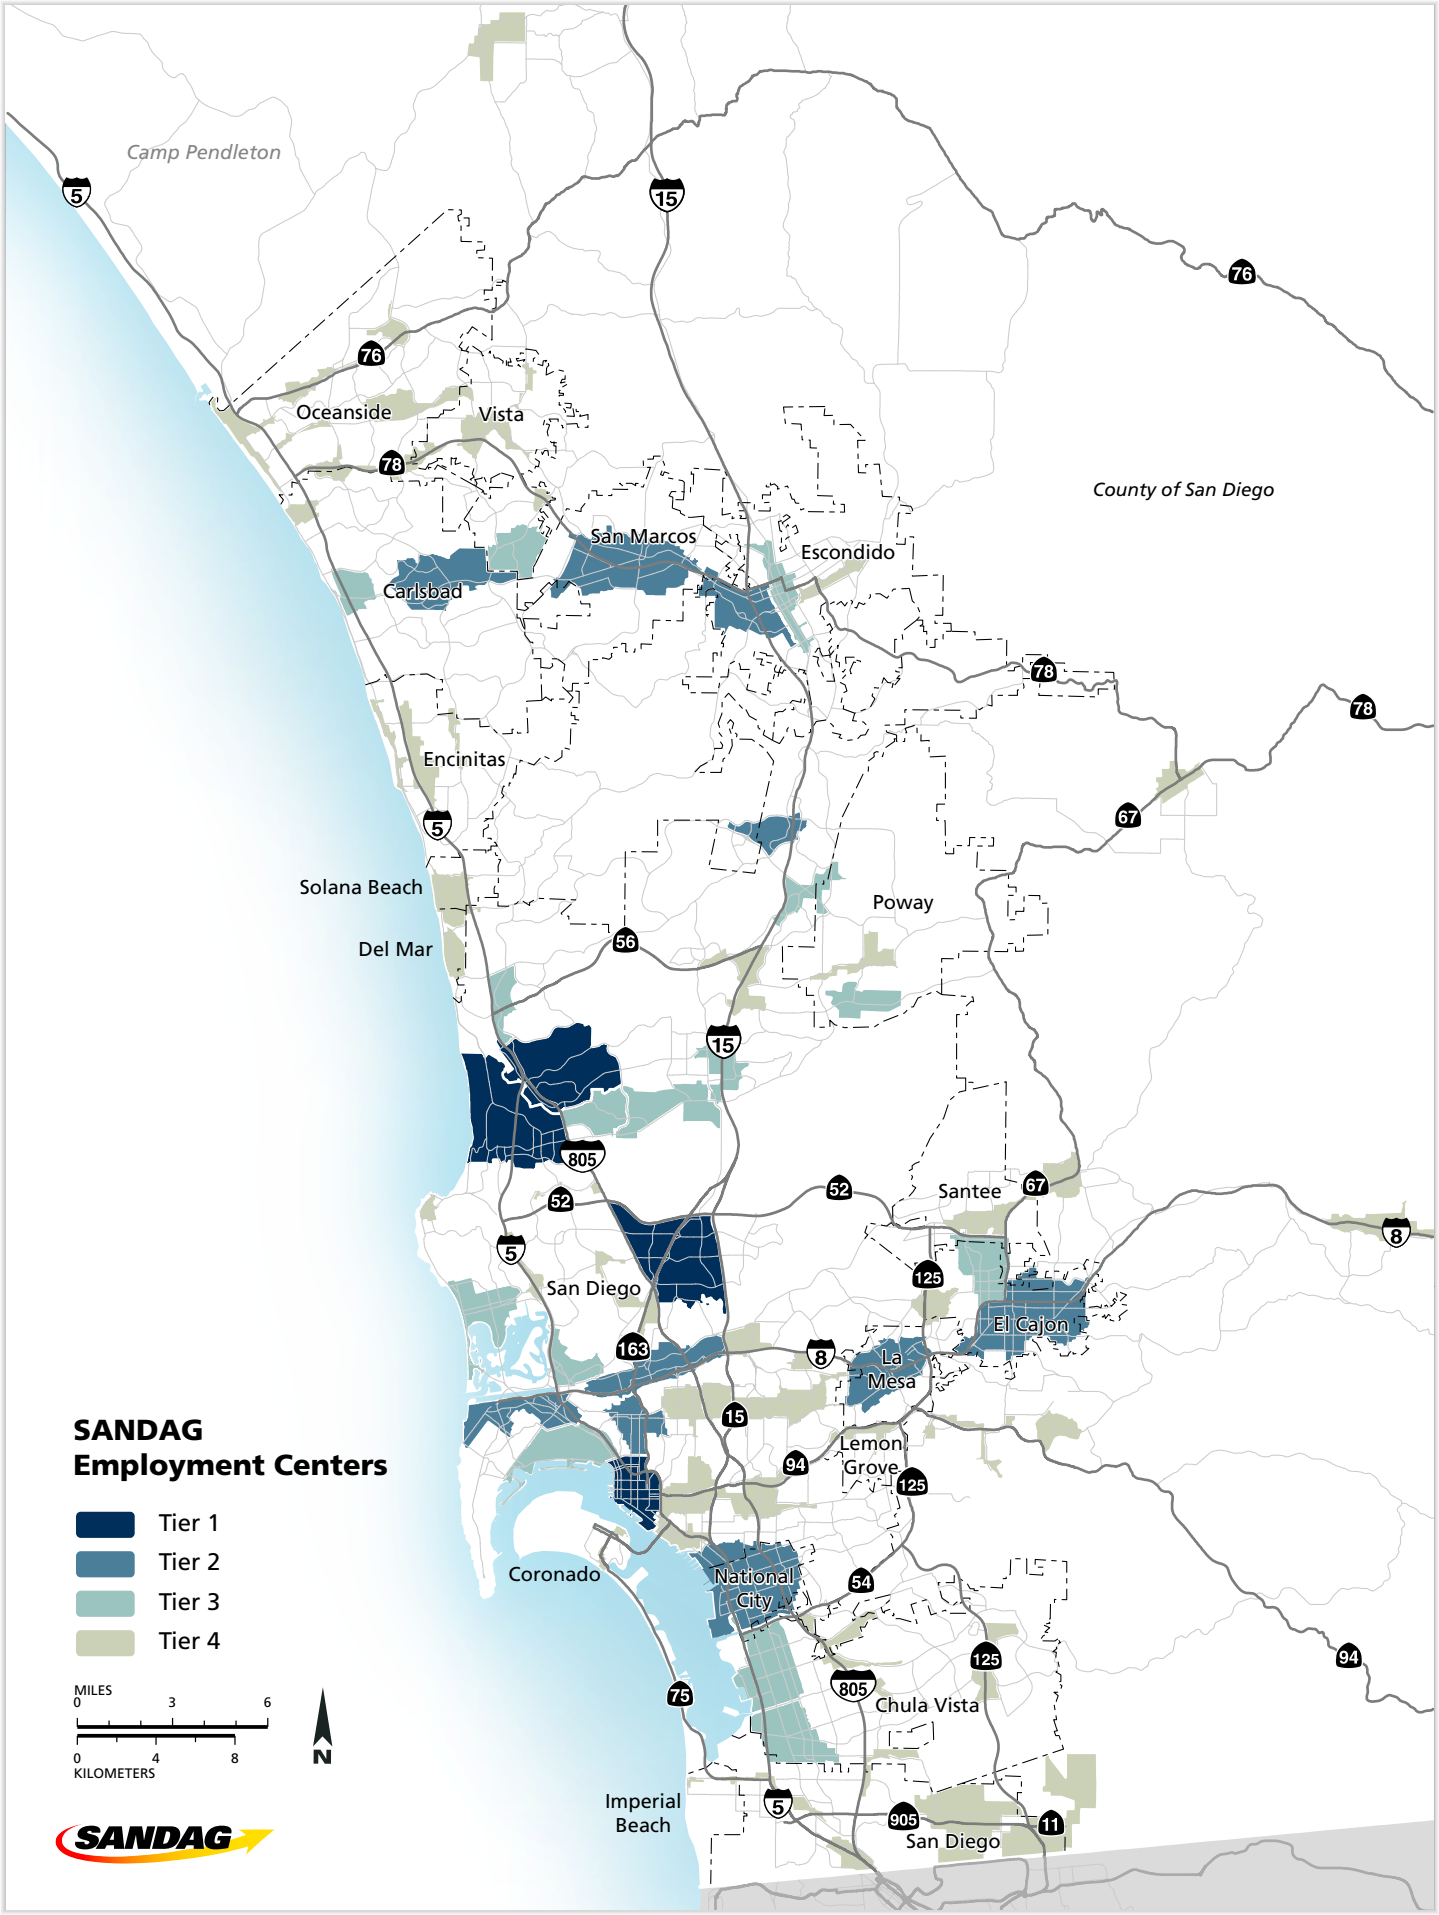 Camp Pendleton
5
15
76
76
Oceanside
Vista
78
County of San Diego
San Marcos
Escondido
Carlsbad
78
78
Encinitas
67
5
Solana Beach
Poway
Del Mar
56
15
805
52
52
Santee
67
5
8
San Diego
125
El Cajon
163
8
La
Mesa
15
SANDAG
Employment Centers
Lemon
Grove
94
125
Tier 1
Tier 2
Tier 3
Tier 4
Coronado
National
City
54
125
94
805
75
Chula Vista
MILES
0 3 6
0 4 8
KILOMETERS
N
Imperial
Beach
5
905
11
San Diego
SANDAG